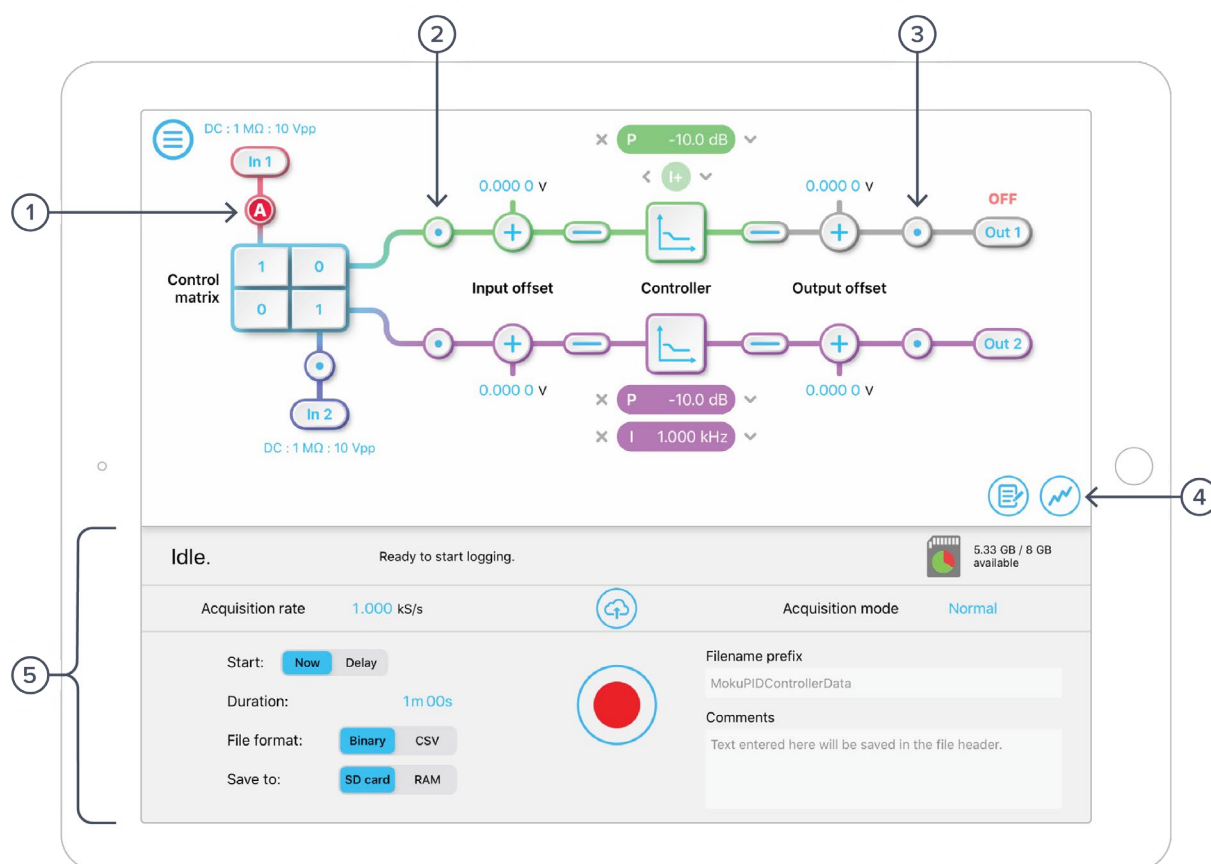 2
3
DC : 1 MΩ : 10 Vpp
In 1
P -10.0 dB
I+
0.000 0 V
0.000 0 V
OFF
1
A
Out 1
Control
matrix
1 0
0 1
Input offset
Controller
Output offset
Out 2
In 2
0.000 0 V
0.000 0 V
P -10.0 dB
I 1.000 kHz
DC : 1 MΩ : 10 Vpp
4
Idle.
Ready to start logging.
5.33 GB / 8 GB
available
Acquisition rate 1.000 kS/s
Acquisition mode Normal
5
Start: Now Delay
Duration: 1m 00s
File format: Binary CSV
Save to: SD card RAM
Filename prefix
MokuPIDControllerData
Comments
Text entered here will be saved in the file header.